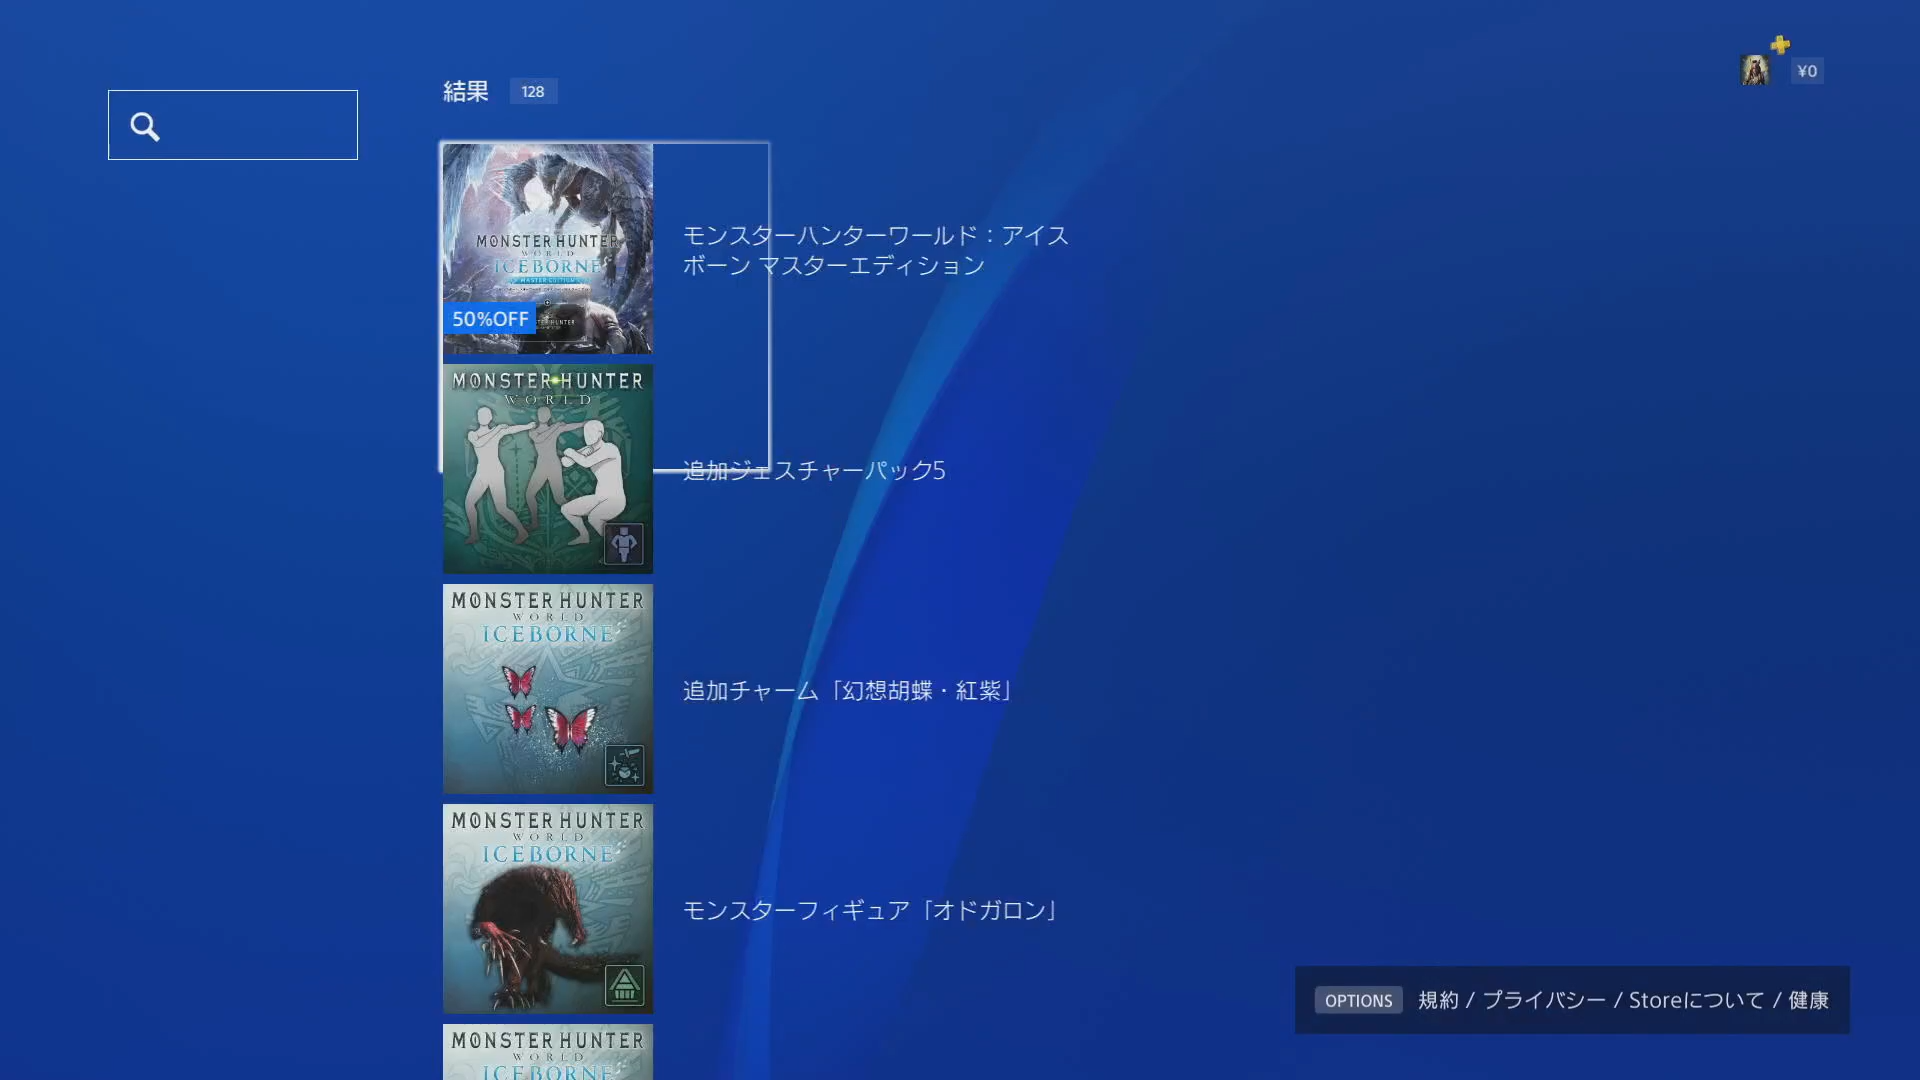 結果 128
¥0
MONSTER HUNTER
WORLD
ICEBORNE
MASTER EDITION
50%OFF
モンスターハンターワールド：アイス
ボーン マスターエディション
MONSTER HUNTER
WORLD
追加ジェスチャーパック5
MONSTER HUNTER
WORLD
ICEBORNE
追加チャーム「幻想胡蝶・紅紫」
MONSTER HUNTER
WORLD
ICEBORNE
モンスターフィギュア「オドガロン」
MONSTER HUNTER
WORLD
ICEBORNE
OPTIONS 規約 / プライバシー / Storeについて / 健康